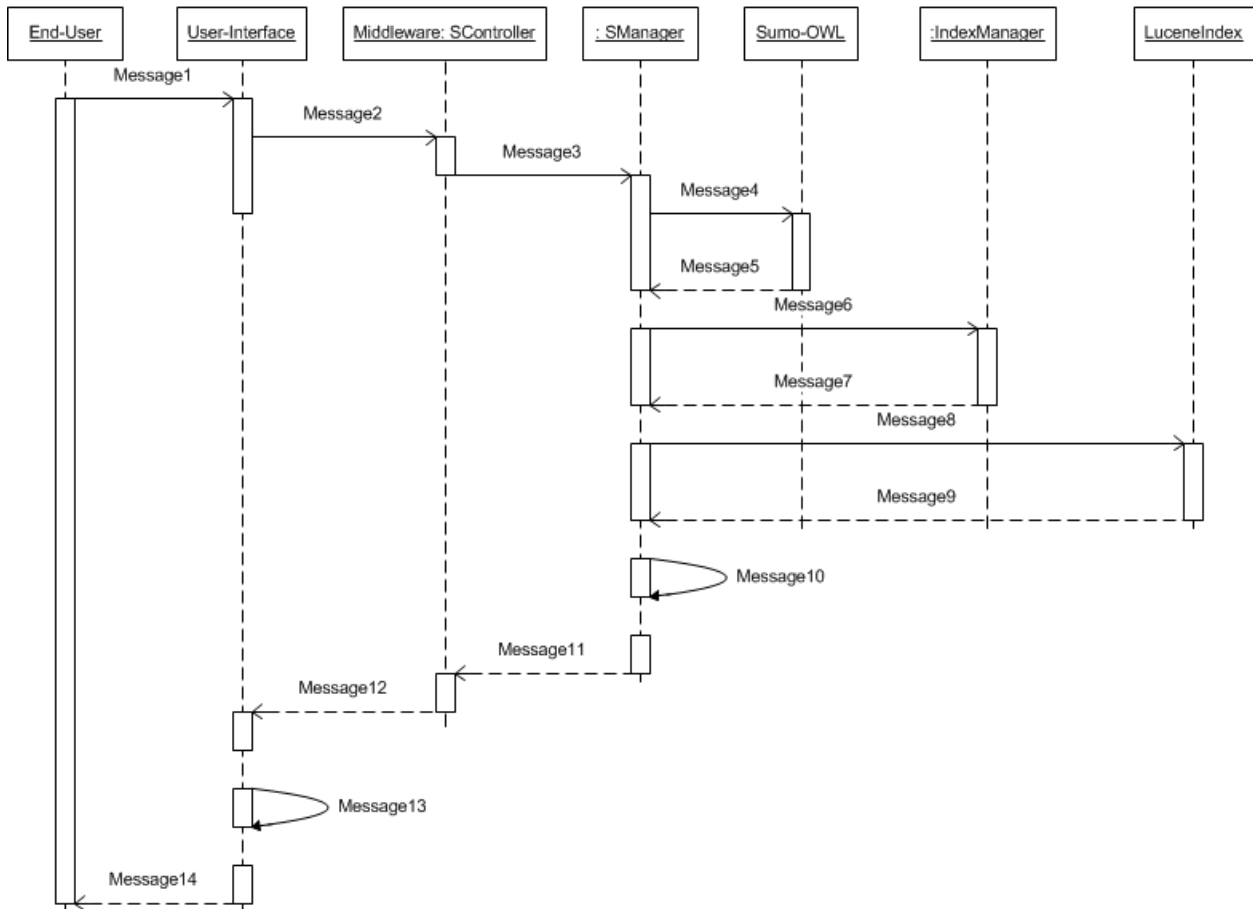 End-User
User-Interface
Middleware: SController
: SManager
Sumo-OWL
:IndexManager
LuceneIndex
Message1
Message2
Message3
Message4
Message5
Message6
Message7
Message8
Message9
Message10
Message11
Message12
Message13
Message14